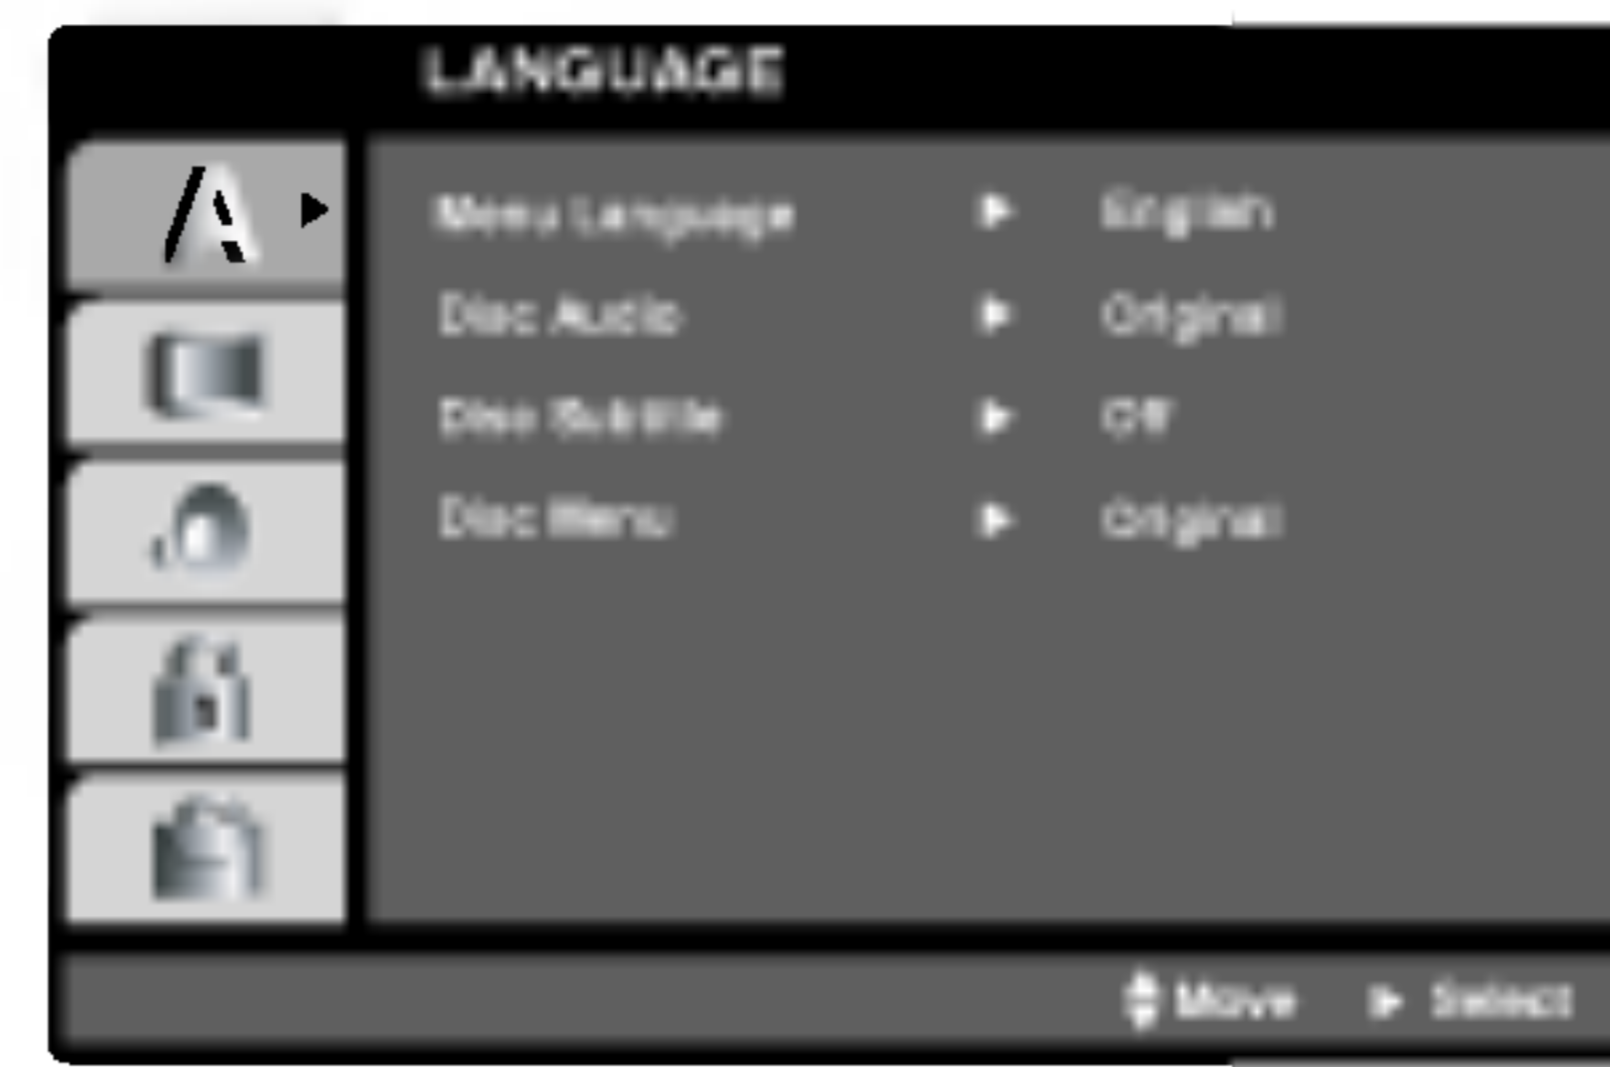 LANGUAGE
Menu Language ▶ English
Disc Audio ▶ Original
Disc Subtitle ▶ Off
Disc Menu ▶ Original
Move ▶ Select